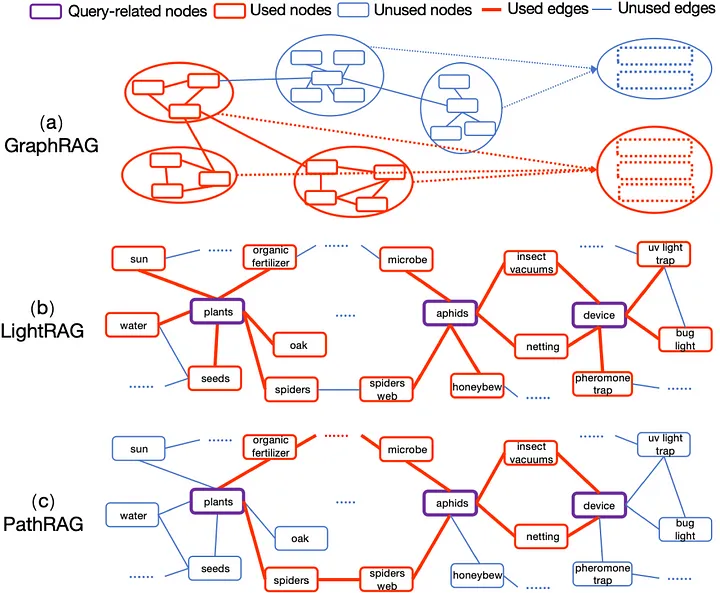 Query-related nodes Used nodes Unused nodes Used edges Unused edges
(a)
GraphRAG
sun
......
organic
fertilizer
......
microbe
insect
vacuums
......
uv light
trap
(b)
LightRAG
water
plants
......
aphids
device
oak
netting
bug
light
......
seeds
spiders
spiders
web
honeybew
......
pheromone
trap
......
sun
......
organic
fertilizer
......
microbe
insect
vacuums
......
uv light
trap
(c)
PathRAG
water
plants
......
aphids
device
oak
netting
bug
light
......
seeds
spiders
spiders
web
honeybew
......
pheromone
trap
......